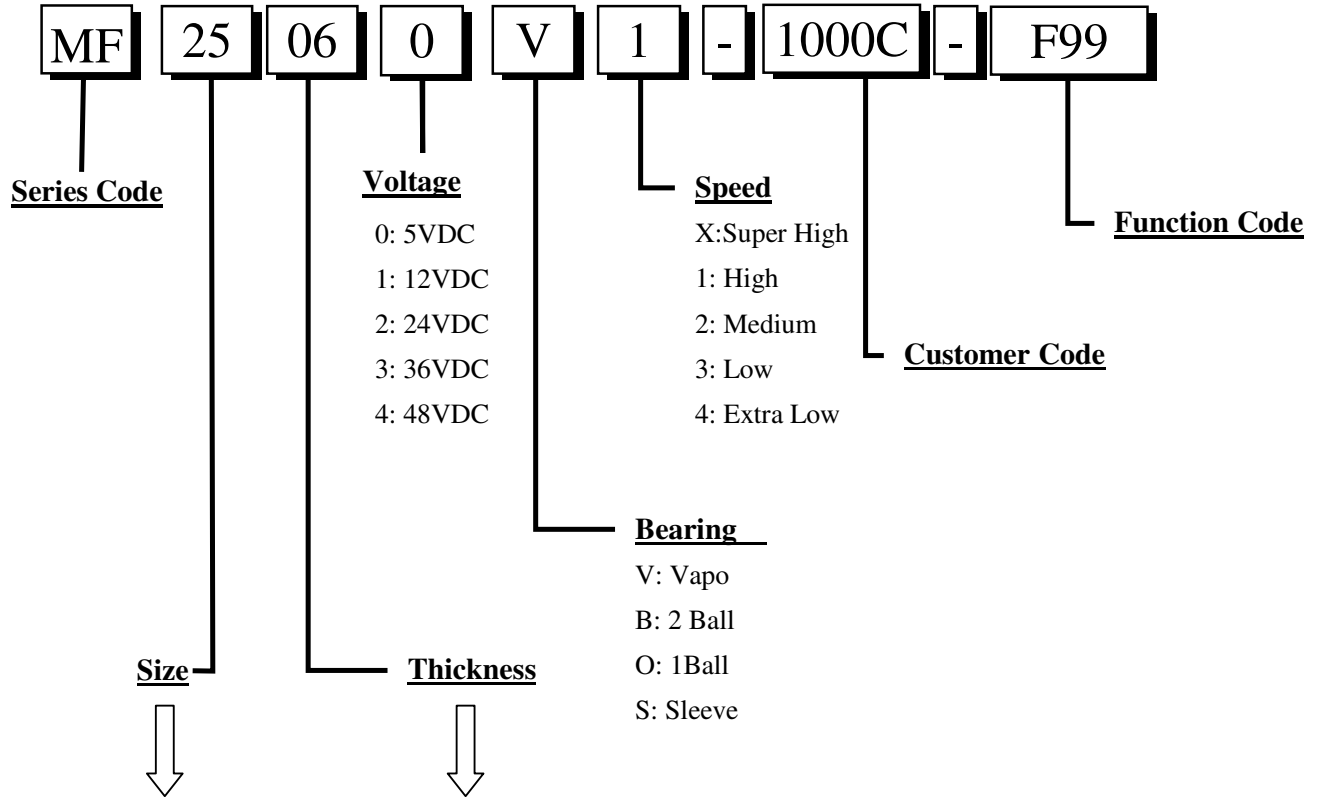 MF 25 06 0 V 1 - 1000C - F99
Series Code
Voltage
0: 5VDC
1: 12VDC
2: 24VDC
3: 36VDC
4: 48VDC
Speed
X:Super High
1: High
2: Medium
3: Low
4: Extra Low
Function Code
Customer Code
Bearing
V: Vapo
B: 2 Ball
O: 1Ball
S: Sleeve
Size
Thickness